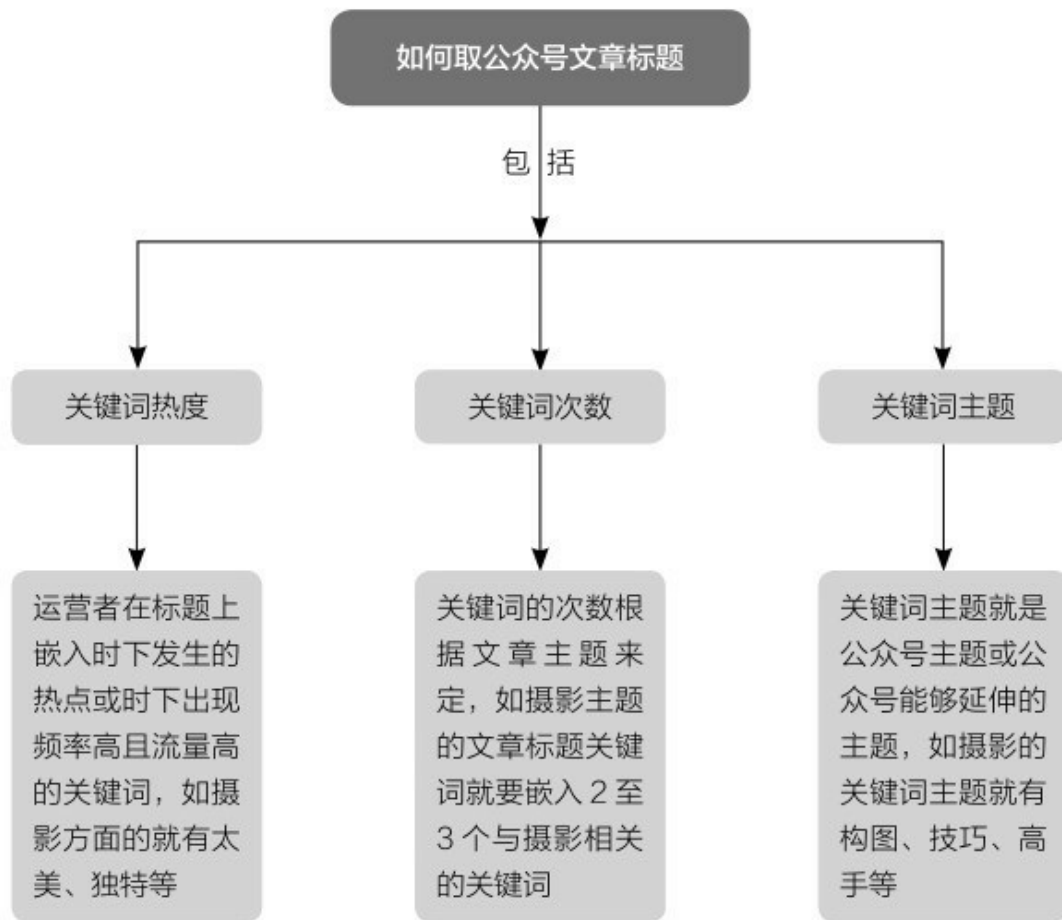 如何取公众号文章标题
包括
关键词热度
关键词次数
关键词主题
运营者在标题上
嵌入时下发生的
热点或时下出现
频率高且流量高
的关键词，如摄
影方面的就有太
美、独特等
关键词的次数根
据文章主题来
定，如摄影主题
的文章标题关键
词就要嵌入2至
3个与摄影相关
的关键词
关键词主题就是
公众号主题或公
众号能够延伸的
主题，如摄影的
关键词主题就有
构图、技巧、高
手等